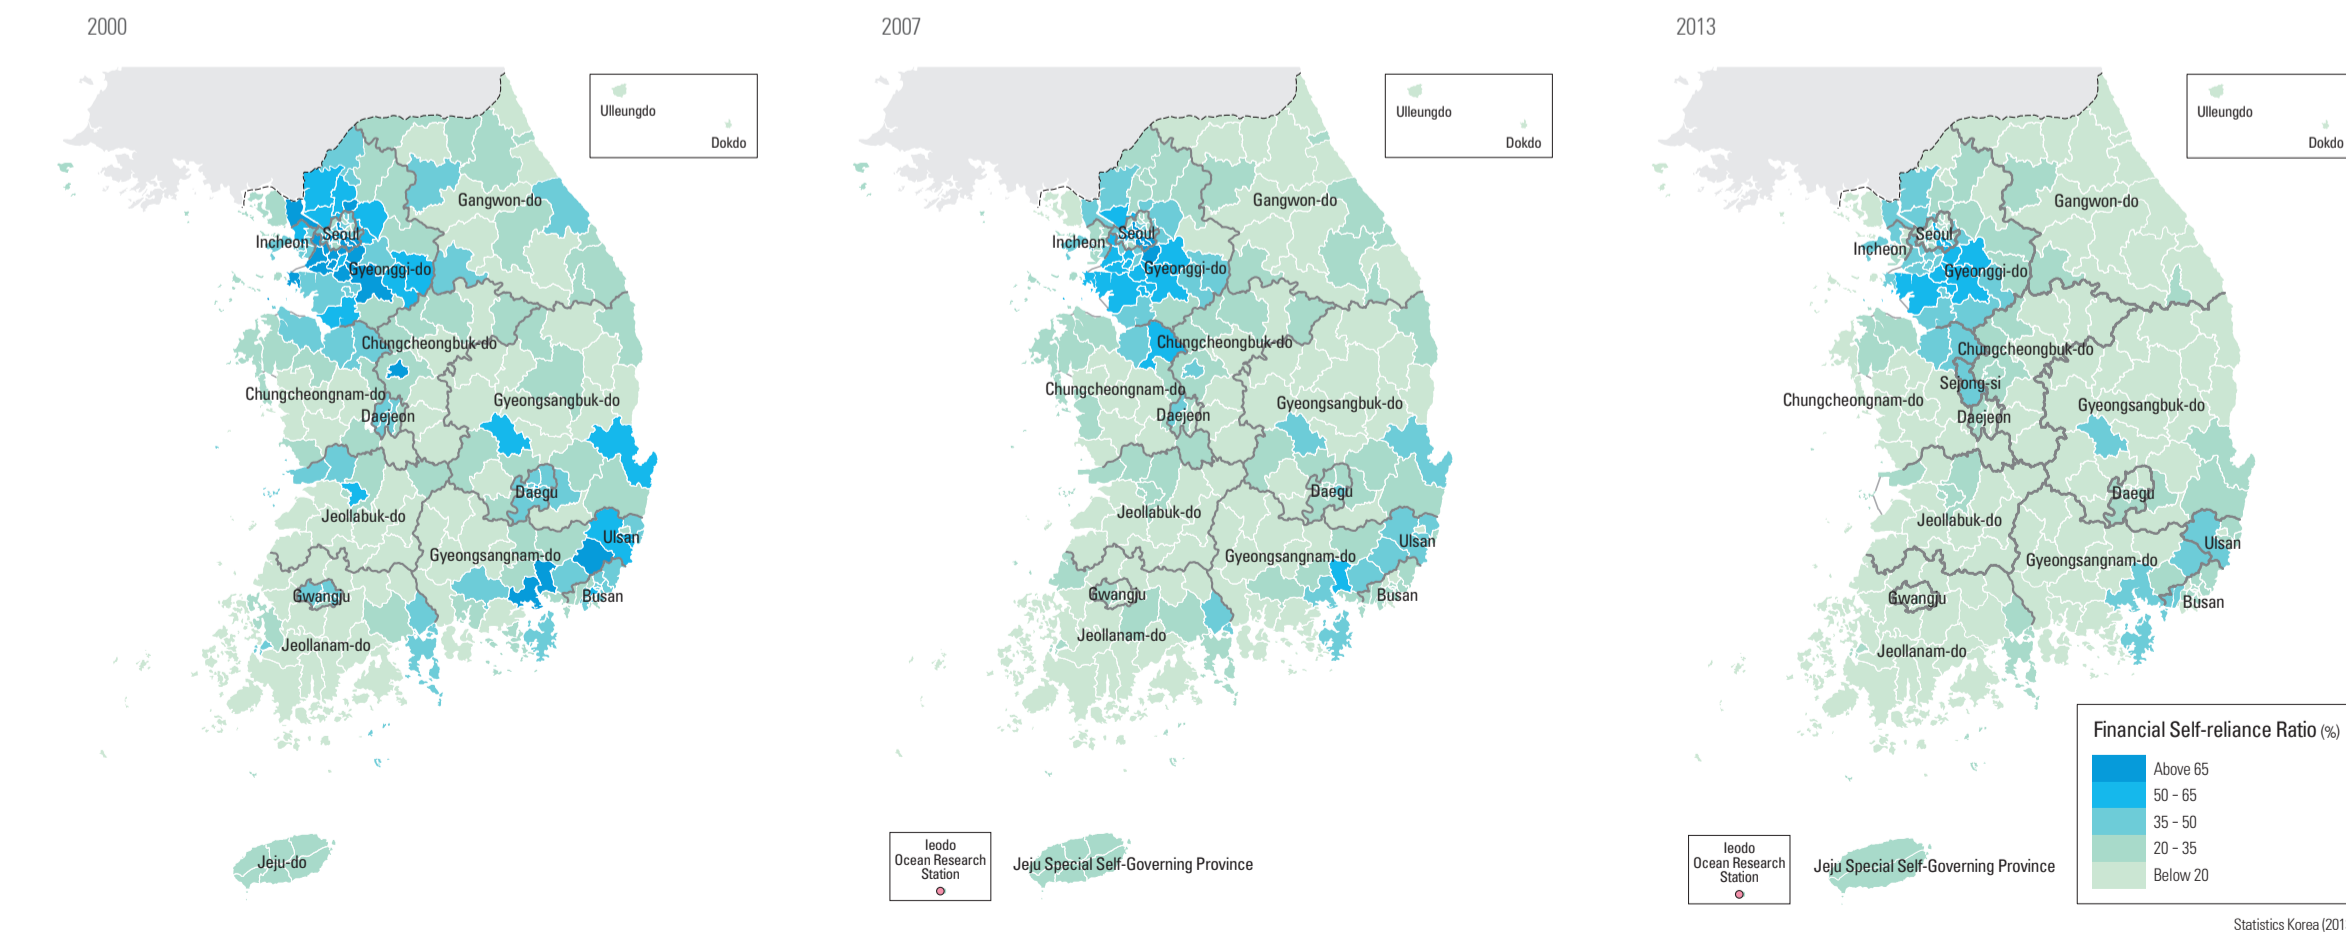 2000
Ulleungdo
Dokdo
Gangwon-do
Seoul
Incheon
Gyeonggi-do
Chungcheongbuk-do
Chungcheongnam-do
Daejeon
Gyeongsangbuk-do
Daegu
Jeollabuk-do
Ulsan
Gyeongsangnam-do
Gwangju
Busan
Jeollanam-do
Jeju-do
2007
Ulleungdo
Dokdo
Gangwon-do
Seoul
Incheon
Gyeonggi-do
Chungcheongbuk-do
Chungcheongnam-do
Daejeon
Gyeongsangbuk-do
Daegu
Jeollabuk-do
Ulsan
Gyeongsangnam-do
Gwangju
Busan
Jeollanam-do
Ieodo
Ocean Research
Station
Jeju Special Self-Governing Province
2013
Ulleungdo
Dokdo
Gangwon-do
Seoul
Incheon
Gyeonggi-do
Chungcheongbuk-do
Sejong-si
Chungcheongnam-do
Daejeon
Gyeongsangbuk-do
Daegu
Jeollabuk-do
Ulsan
Gyeongsangnam-do
Gwangju
Busan
Jeollanam-do
Ieodo
Ocean Research
Station
Jeju Special Self-Governing Province
Financial Self-reliance Ratio (%)
Above 65
50 - 65
35 - 50
20 - 35
Below 20
Statistics Korea